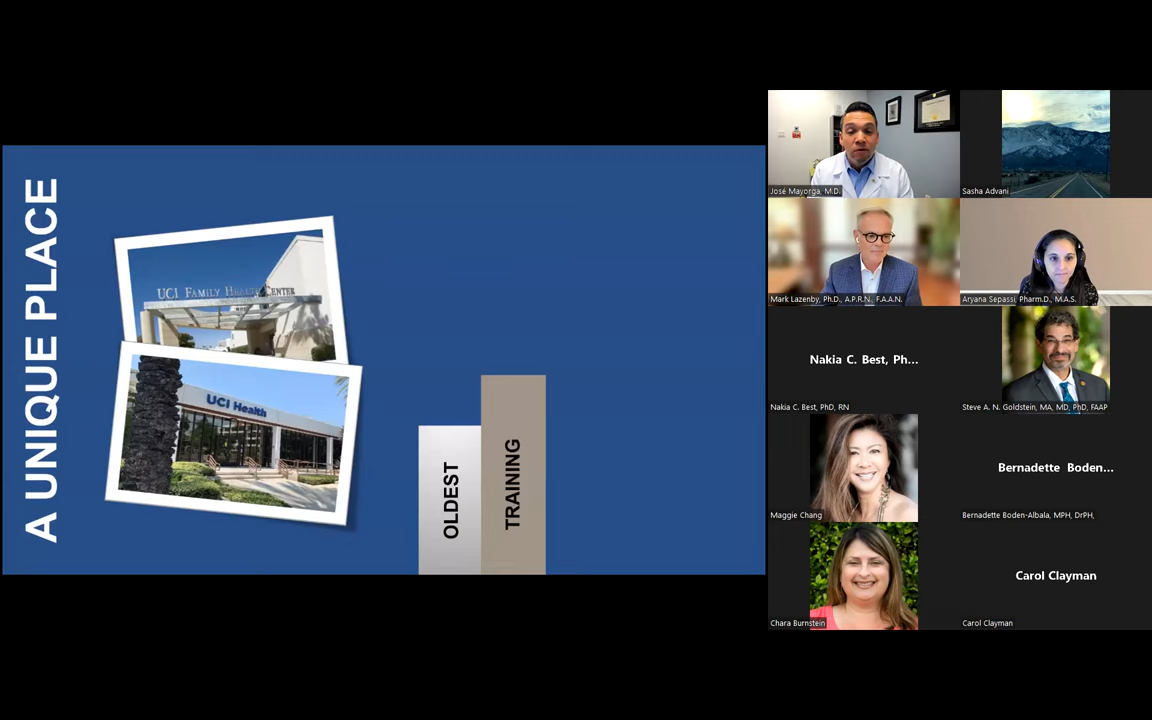 A UNIQUE PLACE
UCI FAMILY HEALTH CENTER
UCI Health
OLDEST
TRAINING
José Mayorga, M.D.
Sasha Advani
Mark Lazenby, Ph.D., A.P.R.N., F.A.A.N.
Aryana Sepassi, Pharm.D., M.A.S.
Nakia C. Best, Ph...
Nakia C. Best, PhD, RN
Steve A. N. Goldstein, MA, MD, PhD, FAAP
Maggie Chang
Bernadette Boden...
Bernadette Boden-Albala, MPH, DrPH,
Chara Burnstein
Carol Clayman
Carol Clayman